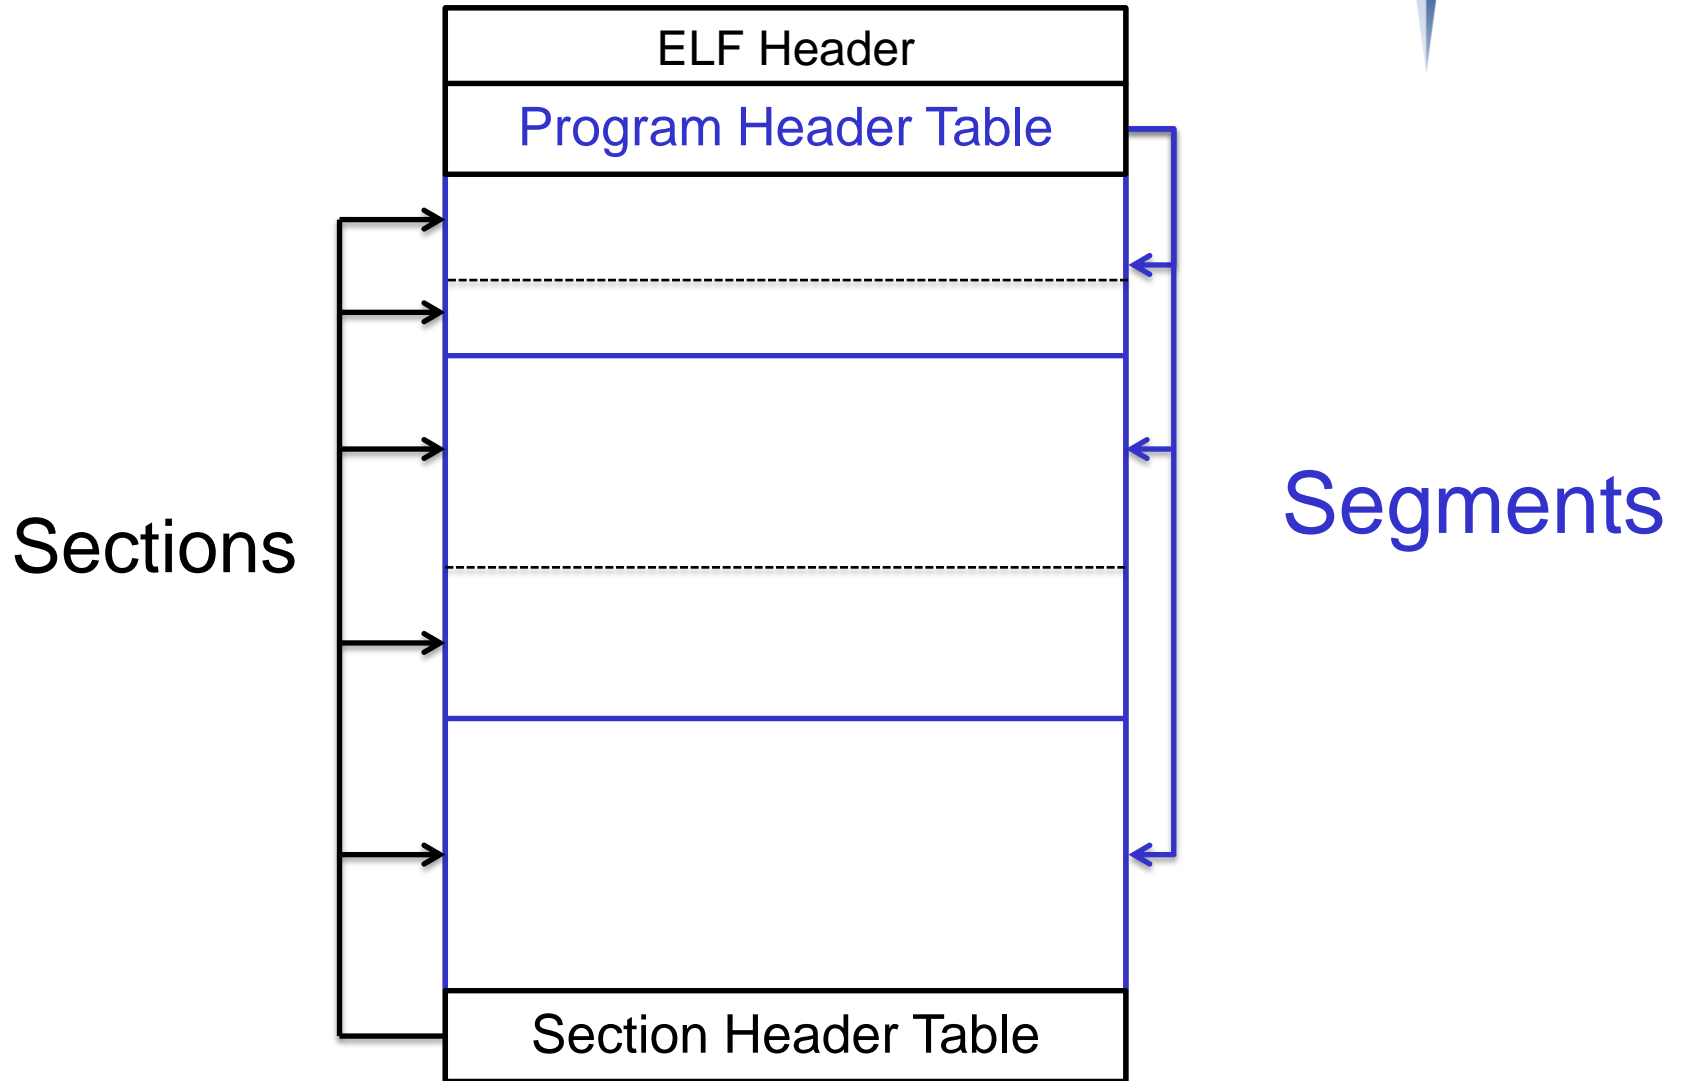 ELF Header
Program Header Table
Sections
Segments
Section Header Table